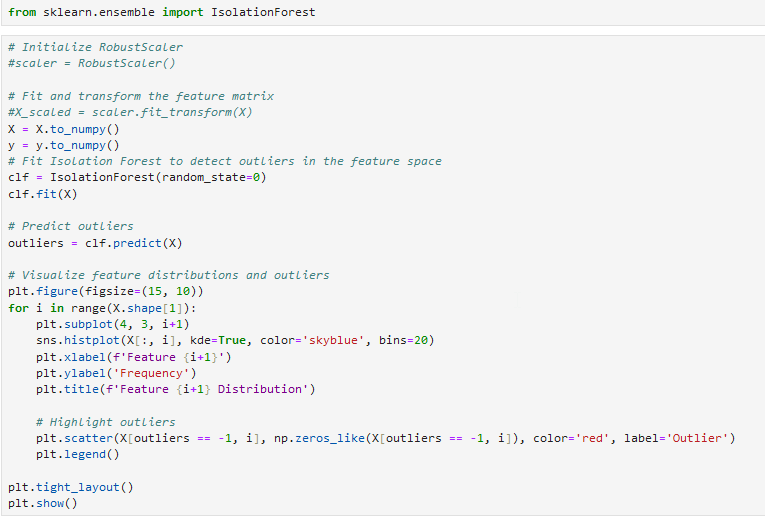 from sklearn.ensemble import IsolationForest
# Initialize RobustScaler
#scaler = RobustScaler()
# Fit and transform the feature matrix
#X_scaled = scaler.fit_transform(X)
X = X.to_numpy()
y = y.to_numpy()
# Fit Isolation Forest to detect outliers in the feature space
clf = IsolationForest(random_state=0)
clf.fit(X)
# Predict outliers
outliers = clf.predict(X)
# Visualize feature distributions and outliers
plt.figure(figsize=(15, 10))
for i in range(X.shape[1]):
    plt.subplot(4, 3, i+1)
    sns.histplot(X[:, i], kde=True, color='skyblue', bins=20)
    plt.xlabel(f'Feature {i+1}')
    plt.ylabel('Frequency')
    plt.title(f'Feature {i+1} Distribution')
    # Highlight outliers
    plt.scatter(X[outliers == -1, i], np.zeros_like(X[outliers == -1, i]), color='red', label='Outlier')
    plt.legend()
plt.tight_layout()
plt.show()